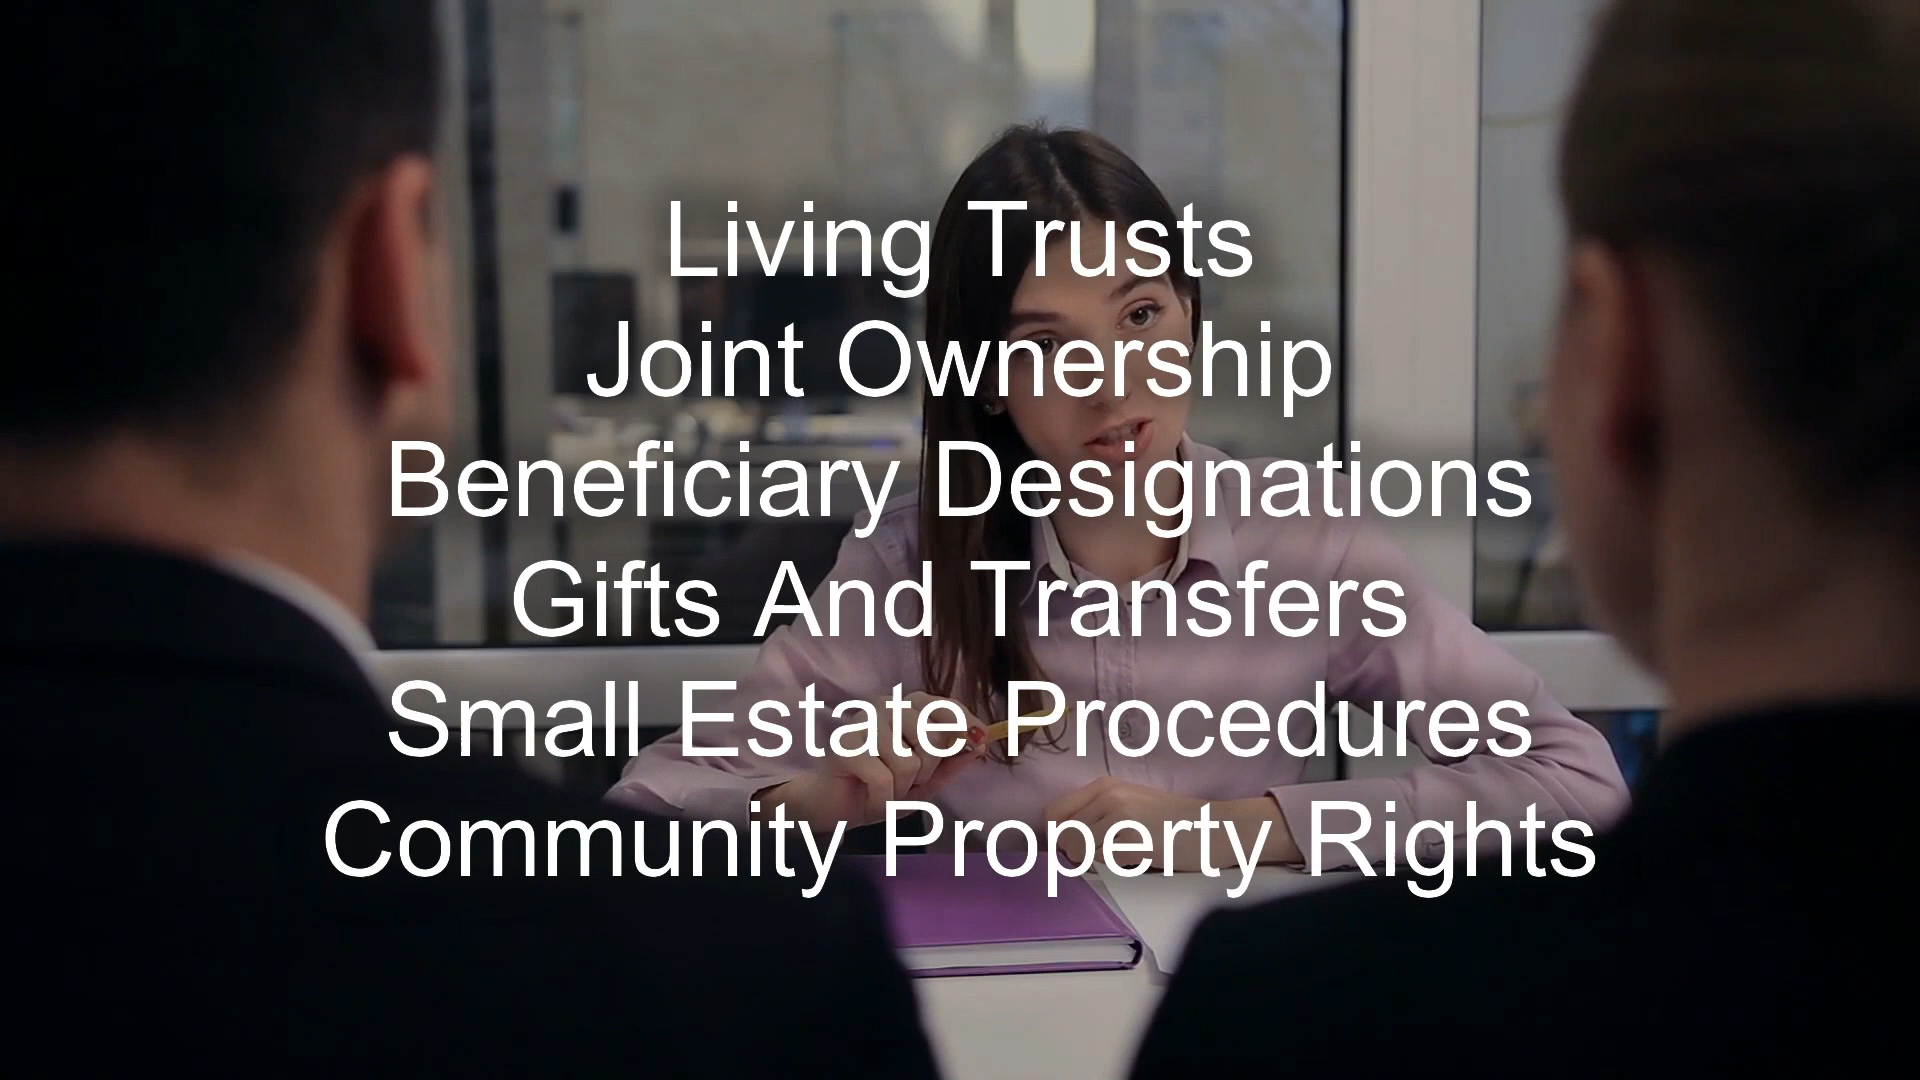 Living Trusts
Joint Ownership
Beneficiary Designations
Gifts And Transfers
Small Estate Procedures
Community Property Rights